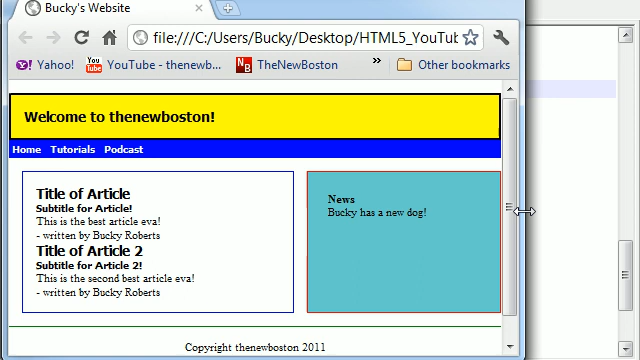 Bucky's Website
file:///C:/Users/Bucky/Desktop/HTML5_YouTub
Yahoo!
YouTube - thenewb...
TheNewBoston
»
Other bookmarks
Welcome to thenewboston!
Home Tutorials Podcast
Title of Article
Subtitle for Article!
This is the best article eva!
- written by Bucky Roberts
Title of Article 2
Subtitle for Article 2!
This is the second best article eva!
- written by Bucky Roberts
News
Bucky has a new dog!
Copyright thenewboston 2011